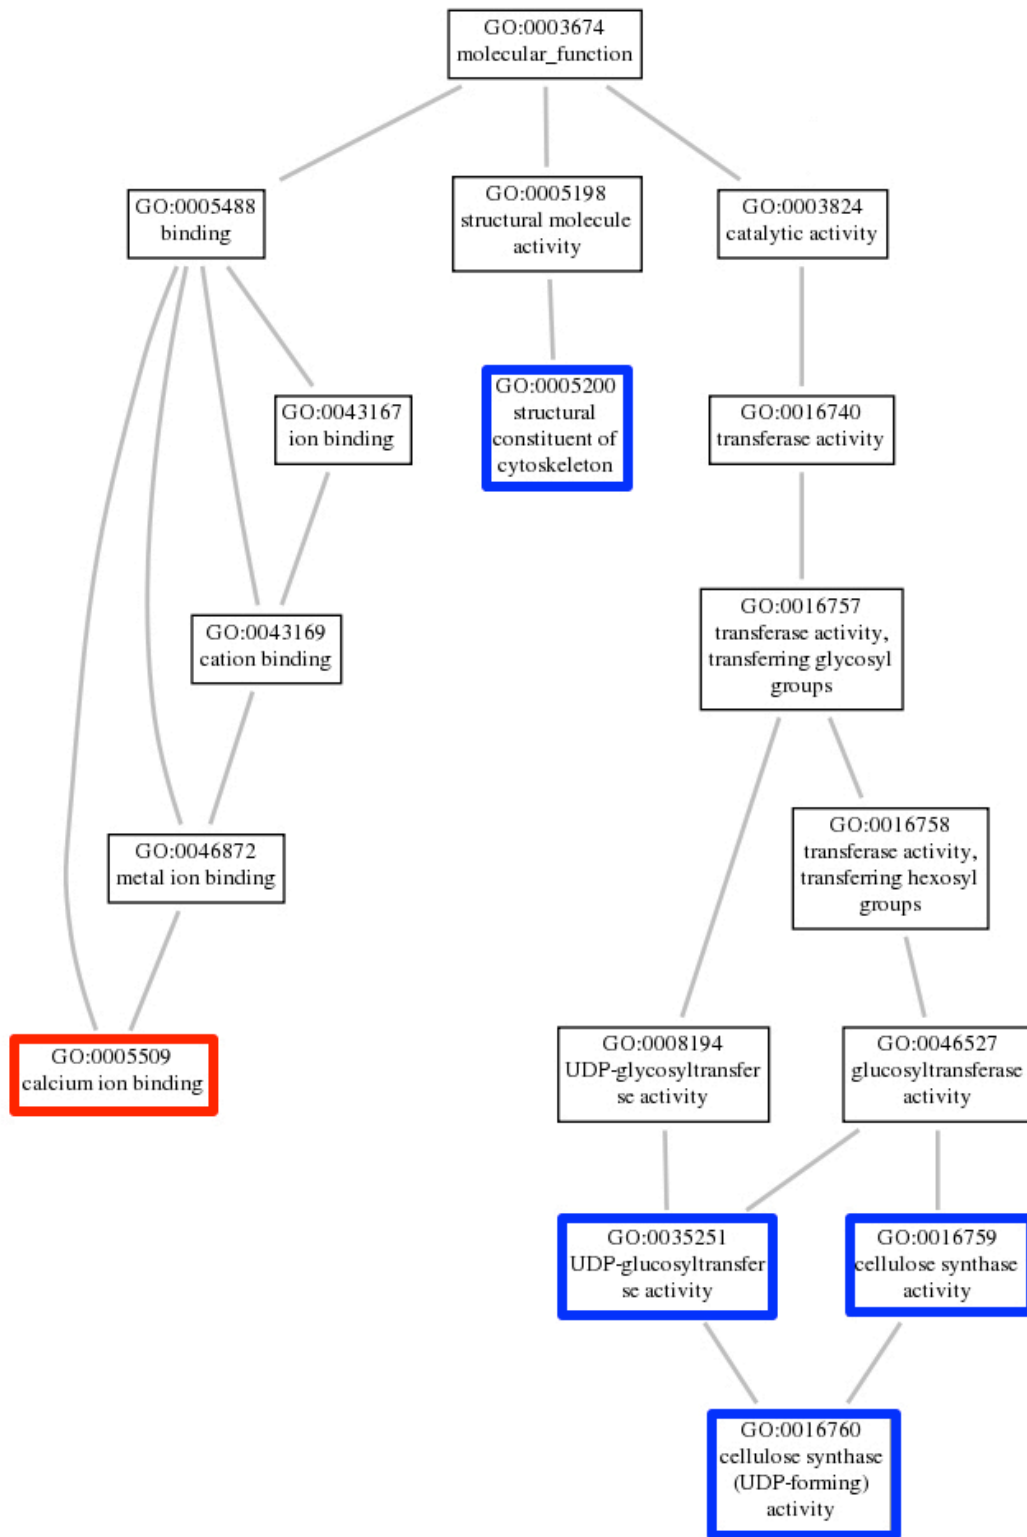 GO:0003674
molecular_function
GO:0005488
binding
GO:0005198
structural molecule
activity
GO:0003824
catalytic activity
GO:0043167
ion binding
GO:0005200
structural
constituent of
cytoskeleton
GO:0016740
transferase activity
GO:0043169
cation binding
GO:0016757
transferase activity,
transferring glycosyl
groups
GO:0046872
metal ion binding
GO:0016758
transferase activity,
transferring hexosyl
groups
GO:0005509
calcium ion binding
GO:0008194
UDP-glycosyltransfer
se activity
GO:0046527
glucosyltransferase
activity
GO:0035251
UDP-glucosyltransfer
se activity
GO:0016759
cellulose synthase
activity
GO:0016760
cellulose synthase
(UDP-forming)
activity